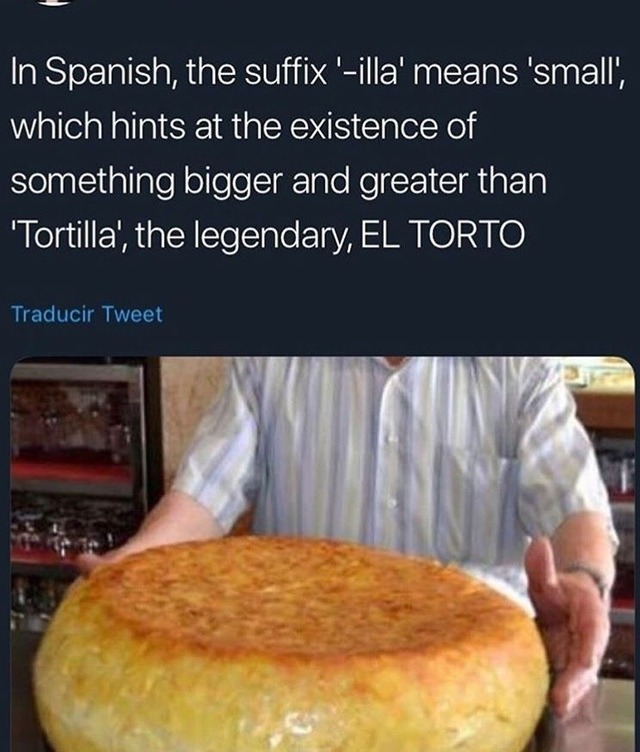 In Spanish, the suffix '-illa' means 'small',
which hints at the existence of
something bigger and greater than
'Tortilla', the legendary, EL TORTO
Traducir Tweet